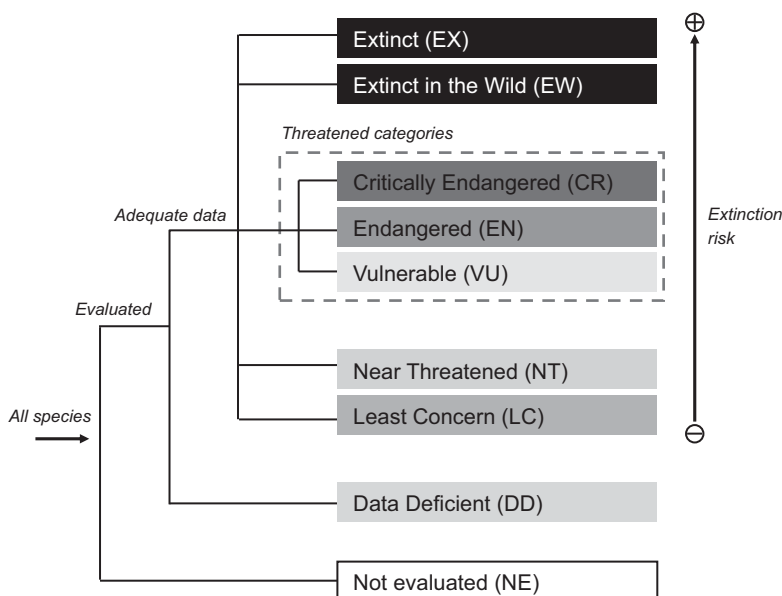 Extinct (EX)
Extinct in the Wild (EW)
Threatened categories
Critically Endangered (CR)
Adequate data
Endangered (EN)
Extinction
risk
Vulnerable (VU)
Evaluated
Near Threatened (NT)
All species
Least Concern (LC)
Data Deficient (DD)
Not evaluated (NE)